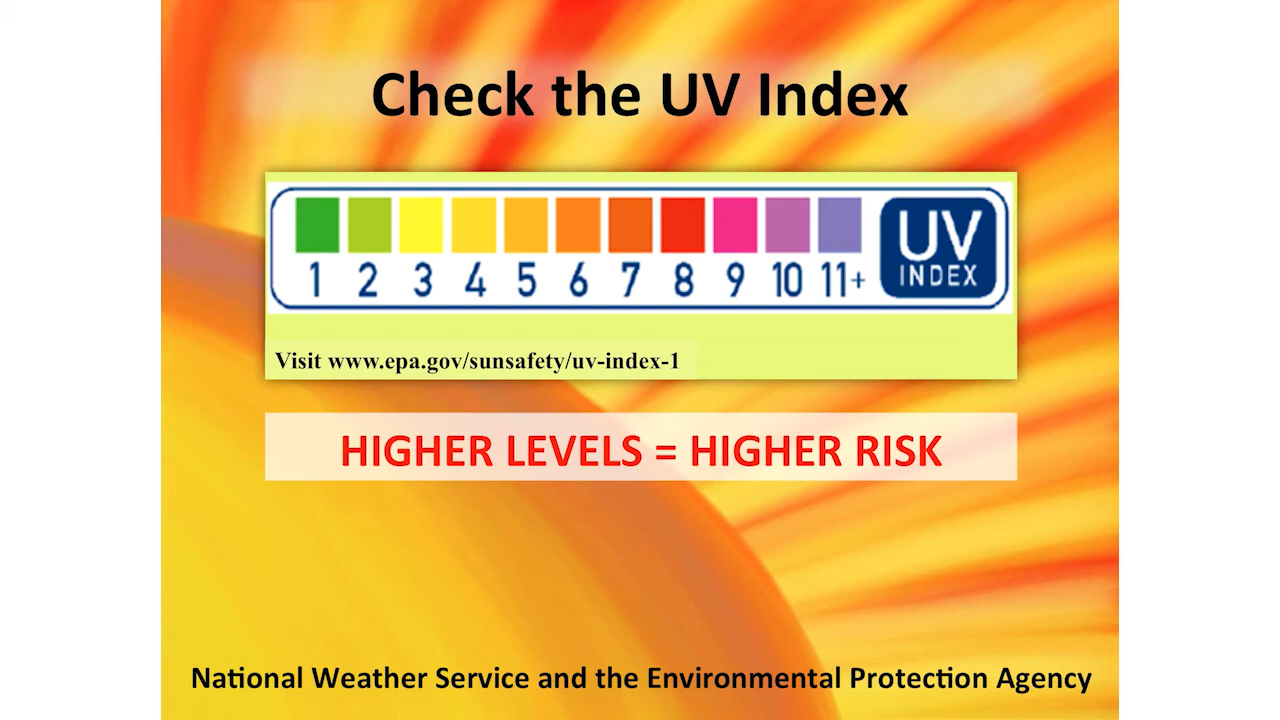 Check the UV Index
1 2 3 4 5 6 7 8 9 10 11+
UV
INDEX
Visit www.epa.gov/sunsafety/uv-index-1
HIGHER LEVELS = HIGHER RISK
National Weather Service and the Environmental Protection Agency